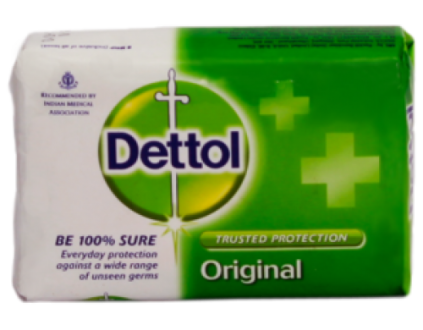 RECOMMENDED BY
INDIAN MEDICAL
ASSOCIATION
Dettol
BE 100% SURE
Everyday protection
against a wide range
of unseen germs
TRUSTED PROTECTION
Original